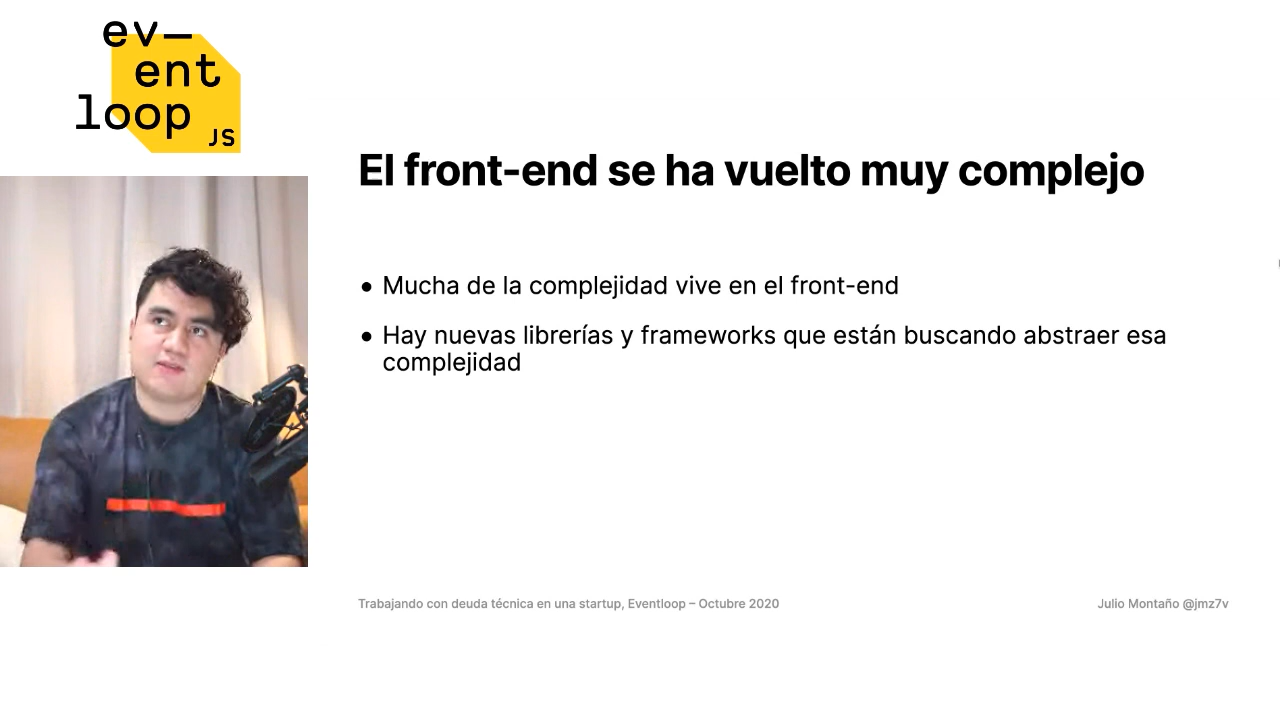 ev—
ent
loop
JS
El front-end se ha vuelto muy complejo
• Mucha de la complejidad vive en el front-end
• Hay nuevas librerías y frameworks que están buscando abstraer esa
complejidad
Trabajando con deuda técnica en una startup, Eventloop – Octubre 2020
Julio Montaño @jmz7v